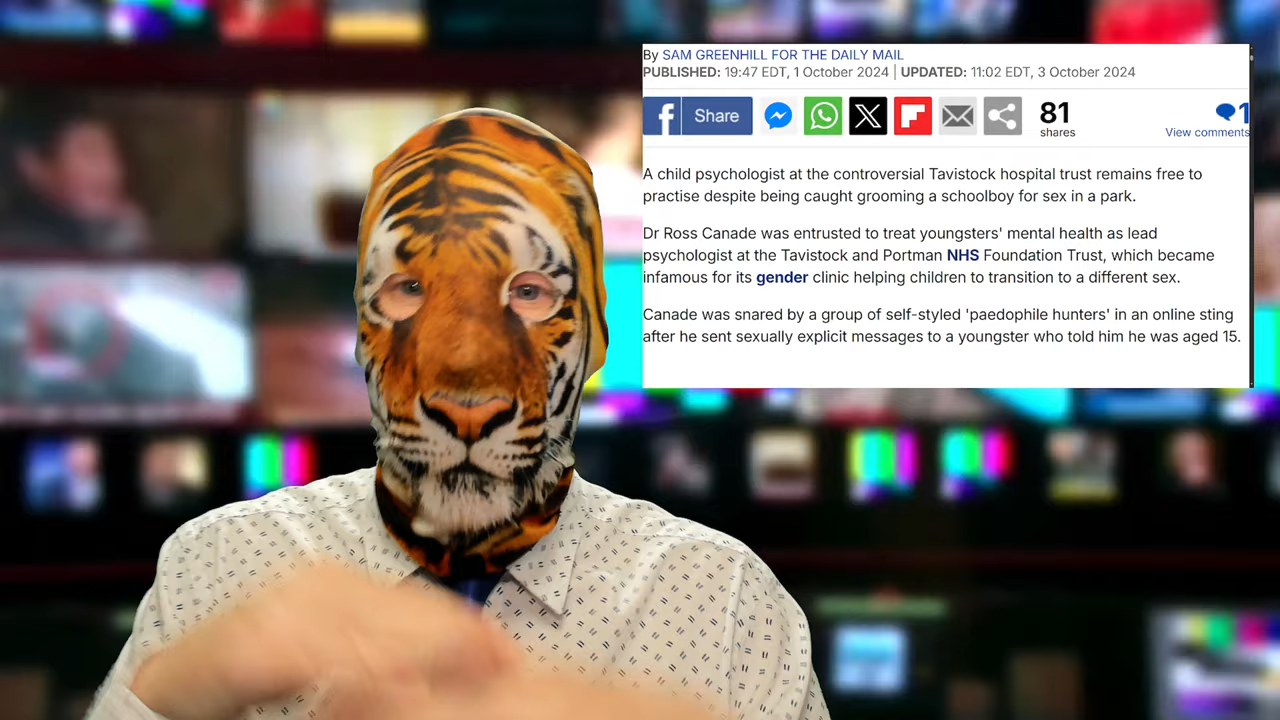 By SAM GREENHILL FOR THE DAILY MAIL
PUBLISHED: 19:47 EDT, 1 October 2024 | UPDATED: 11:02 EDT, 3 October 2024
Share
81
shares
1
View comments
A child psychologist at the controversial Tavistock hospital trust remains free to
practise despite being caught grooming a schoolboy for sex in a park.
Dr Ross Canade was entrusted to treat youngsters' mental health as lead
psychologist at the Tavistock and Portman NHS Foundation Trust, which became
infamous for its gender clinic helping children to transition to a different sex.
Canade was snared by a group of self-styled 'paedophile hunters' in an online sting
after he sent sexually explicit messages to a youngster who told him he was aged 15.